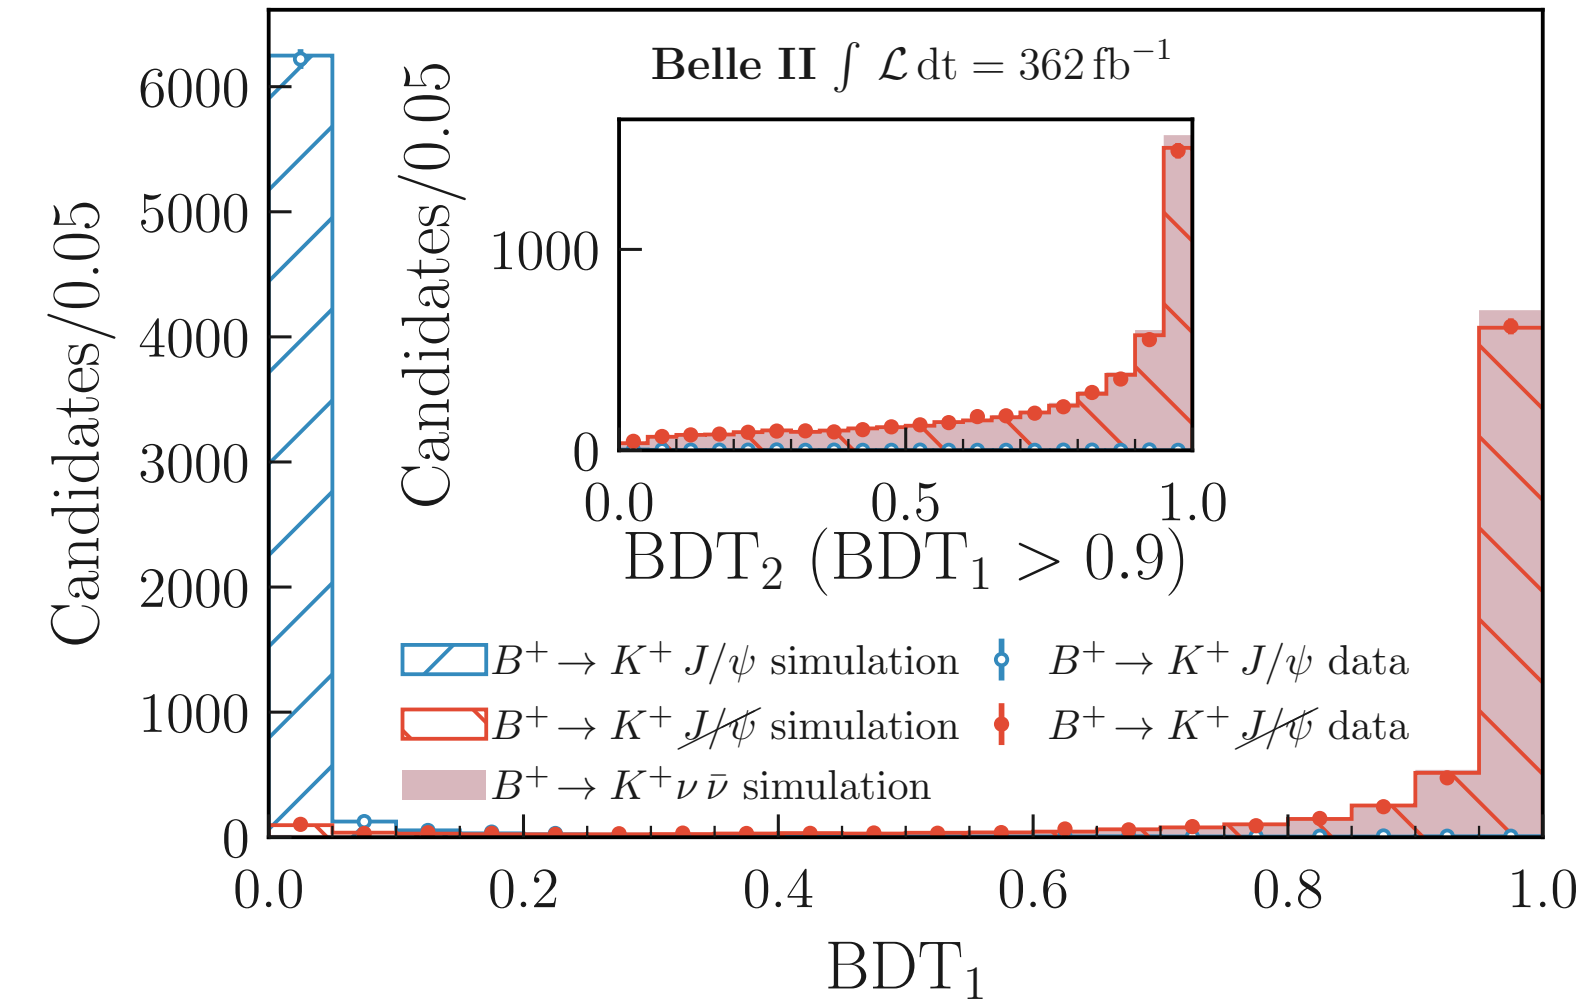 Belle II ∫ ℒ dt = 362 fb⁻¹
Candidates/0.05
6000
5000
4000
3000
2000
1000
0
Candidates/0.05
1000
0
0.0 0.5 1.0
BDT₂ (BDT₁ > 0.9)
B⁺ → K⁺ J/ψ simulation
B⁺ → K⁺ J̸/̸ψ̸ simulation
B⁺ → K⁺ ν ν̄ simulation
B⁺ → K⁺ J/ψ data
B⁺ → K⁺ J̸/̸ψ̸ data
0.0 0.2 0.4 0.6 0.8 1.0
BDT₁